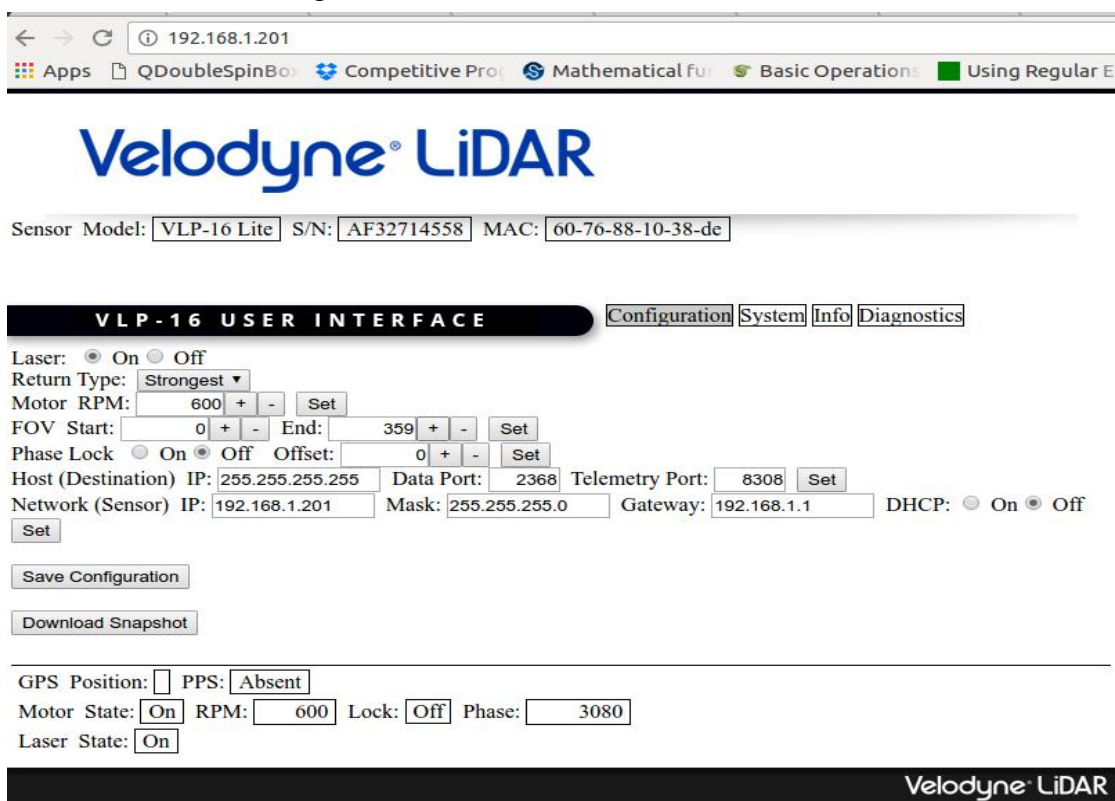 192.168.1.201
Apps QDoubleSpinBo Competitive Pro Mathematical fu Basic Operations Using Regular E
Velodyne® LiDAR
Sensor Model: VLP-16 Lite S/N: AF32714558 MAC: 60-76-88-10-38-de
VLP-16 USER INTERFACE Configuration System Info Diagnostics
Laser: On Off
Return Type: Strongest ▼
Motor RPM: 600 + - Set
FOV Start: 0 + - End: 359 + - Set
Phase Lock On Off Offset: 0 + - Set
Host (Destination) IP: 255.255.255.255 Data Port: 2368 Telemetry Port: 8308 Set
Network (Sensor) IP: 192.168.1.201 Mask: 255.255.255.0 Gateway: 192.168.1.1 DHCP: On Off
Set
Save Configuration
Download Snapshot
GPS Position: PPS: Absent
Motor State: On RPM: 600 Lock: Off Phase: 3080
Laser State: On
Velodyne® LiDAR